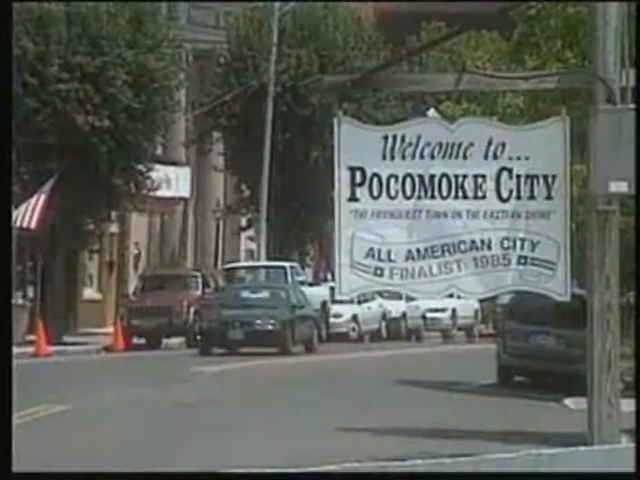 Welcome to...
POCOMOKE CITY
"THE FRIENDLIEST TOWN ON THE EASTERN SHORE"
ALL AMERICAN CITY
FINALIST: 1985